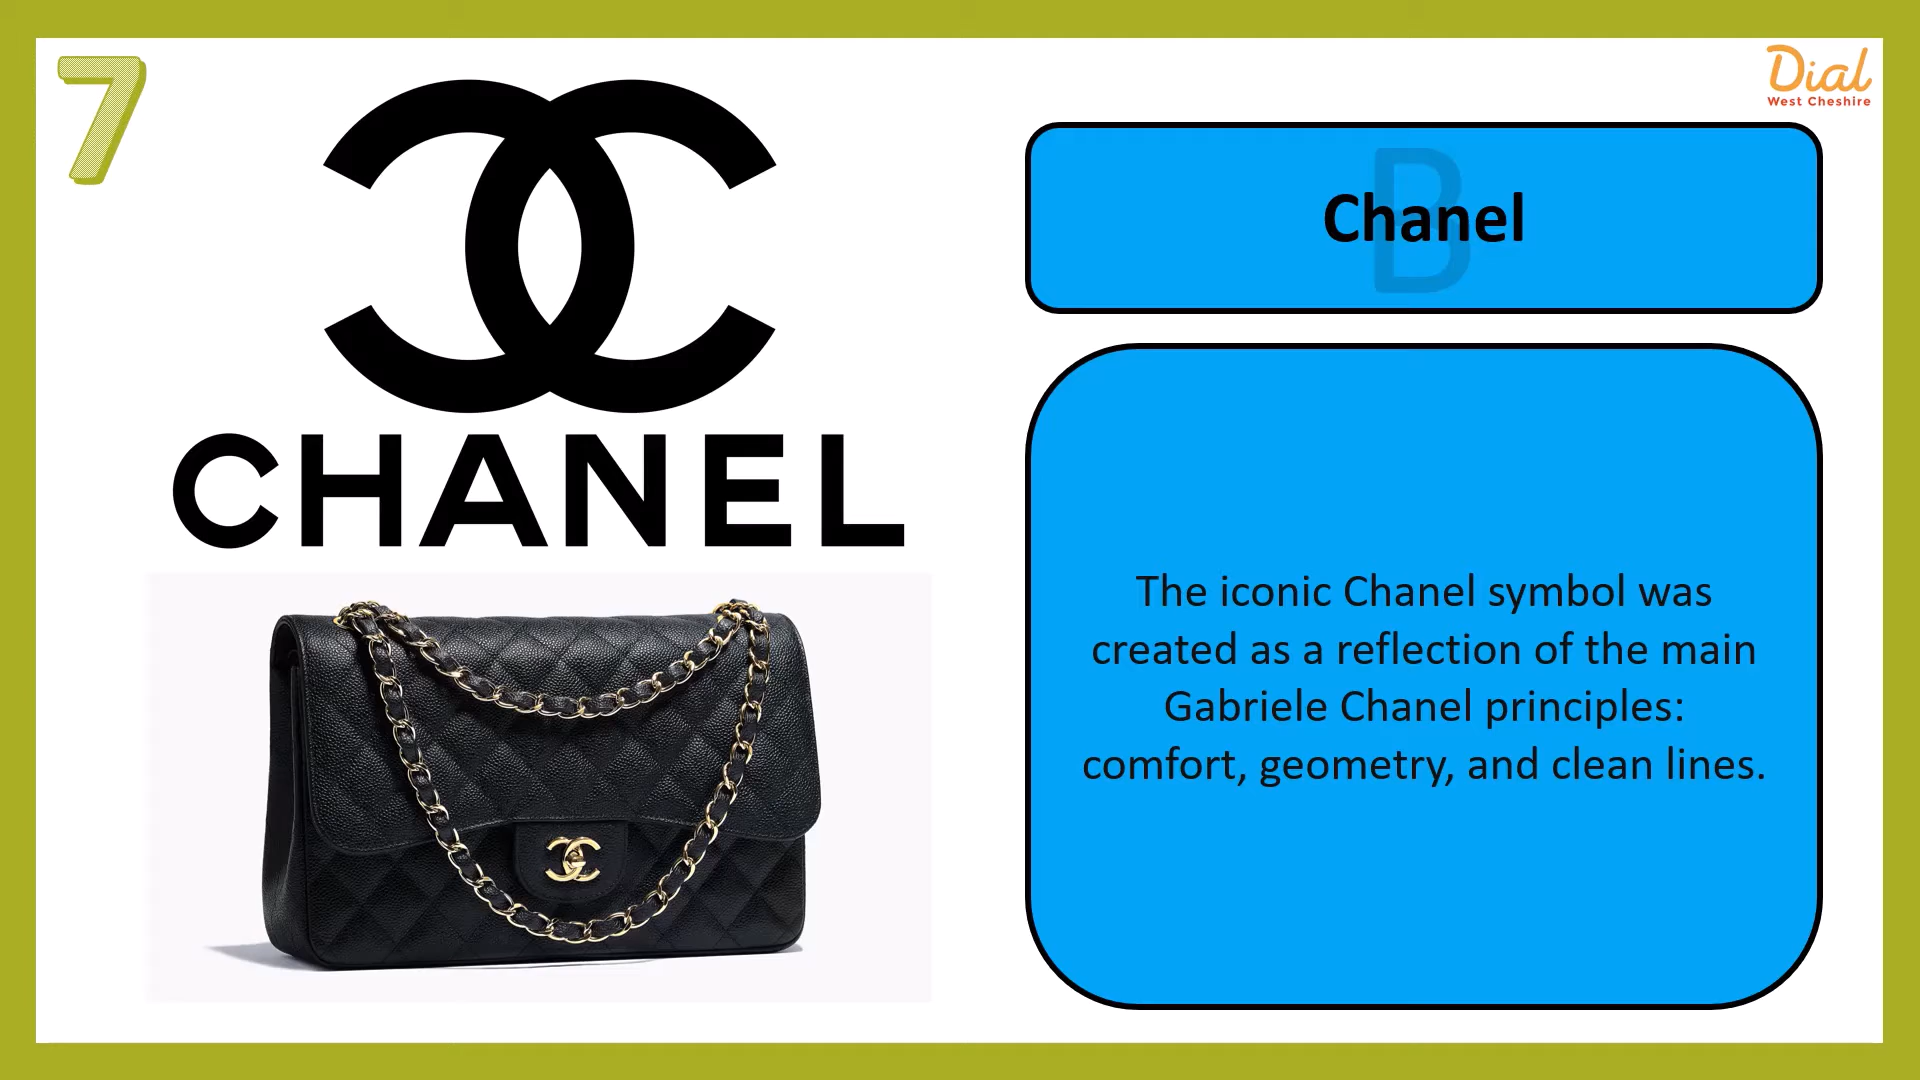 7
Dial
West Cheshire
CHANEL
B
Chanel
The iconic Chanel symbol was
created as a reflection of the main
Gabriele Chanel principles:
comfort, geometry, and clean lines.